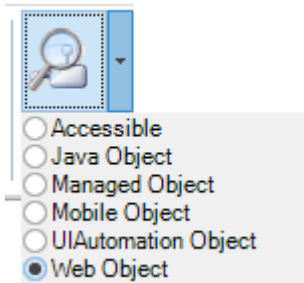 Accessible
Java Object
Managed Object
Mobile Object
UIAutomation Object
Web Object